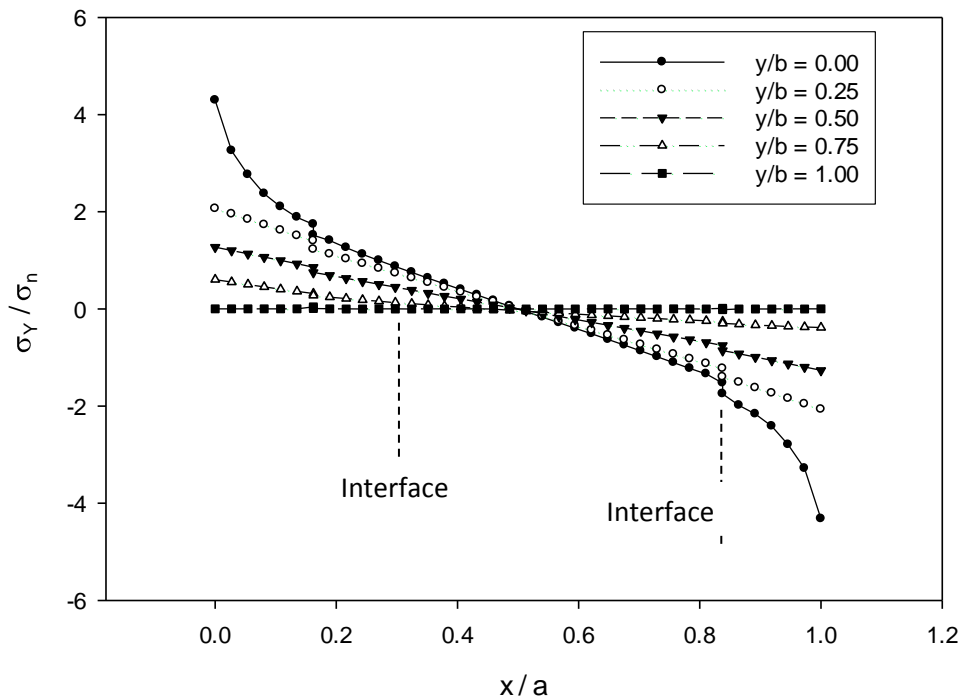 6
4
2
0
-2
-4
-6
σY / σn
y/b = 0.00
y/b = 0.25
y/b = 0.50
y/b = 0.75
y/b = 1.00
Interface
Interface
0.0 0.2 0.4 0.6 0.8 1.0 1.2
x / a